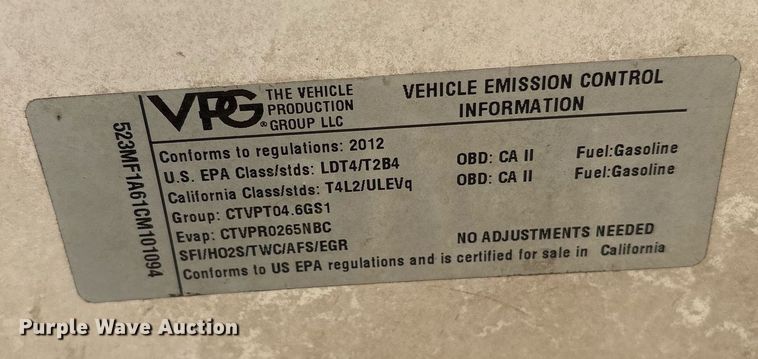 523MF1A61CM101094
VPG® THE VEHICLE
PRODUCTION
GROUP LLC
VEHICLE EMISSION CONTROL
INFORMATION
Conforms to regulations: 2012
U.S. EPA Class/stds: LDT4/T2B4 OBD: CA II Fuel:Gasoline
California Class/stds: T4L2/ULEVq OBD: CA II Fuel:Gasoline
Group: CTVPT04.6GS1
Evap: CTVPR0265NBC
SFI/HO2S/TWC/AFS/EGR NO ADJUSTMENTS NEEDED
Conforms to US EPA regulations and is certified for sale in California
Purple Wave Auction